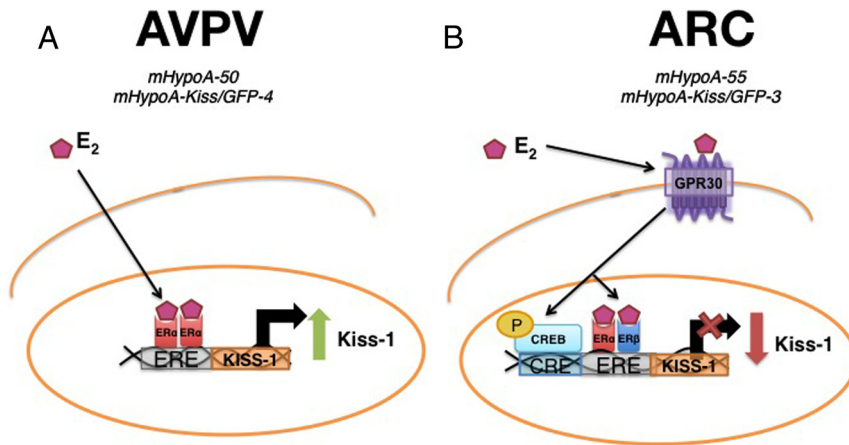 A
AVPV
mHypoA-50
mHypoA-Kiss/GFP-4
E2
ERα
ERα
ERE
KISS-1
Kiss-1
B
ARC
mHypoA-55
mHypoA-Kiss/GFP-3
E2
GPR30
P
CREB
ERα
ERβ
CRE
ERE
KISS-1
Kiss-1